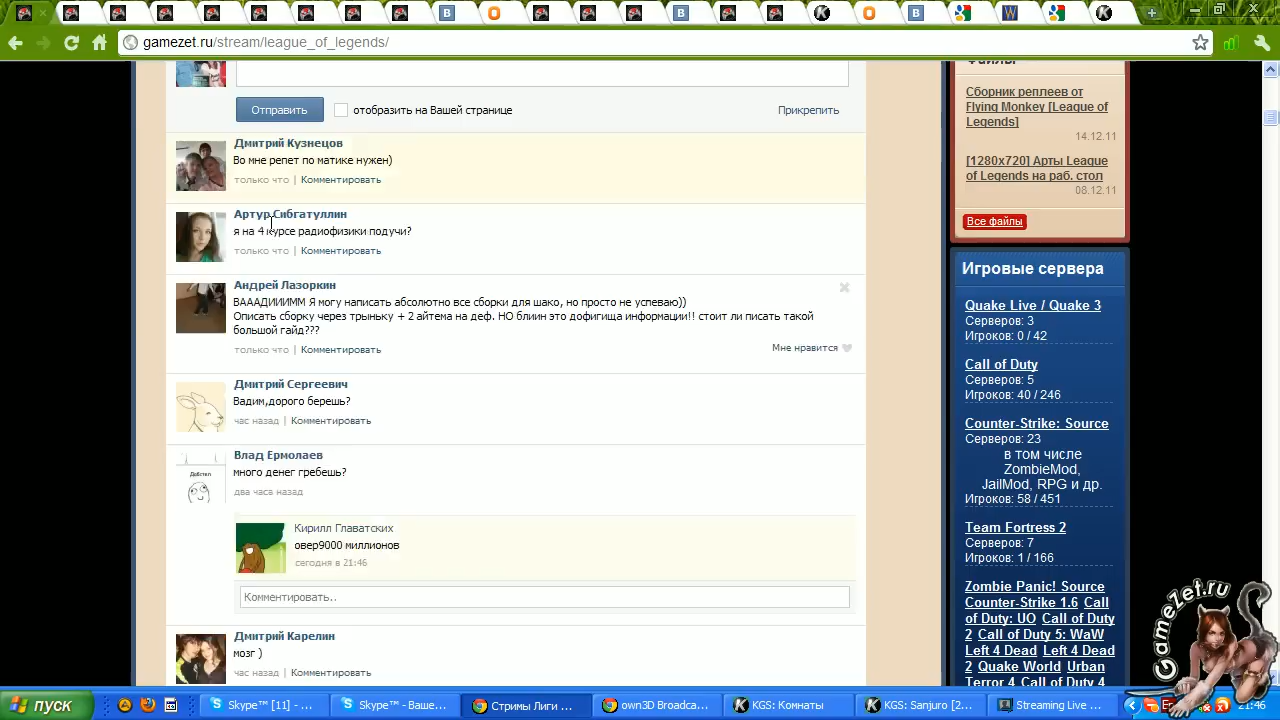 gamezet.ru/stream/league_of_legends/
Отправить
отобразить на Вашей странице
Прикрепить
Дмитрий Кузнецов
Во мне репет по матике нужен)
только что | Комментировать
Артур Сибгатуллин
я на 4 курсе радиофизики подучи?
только что | Комментировать
Андрей Лазоркин
ВАААДИИИММ Я могу написать абсолютно все сборки для шако, но просто не успеваю))
Описать сборку через трыньку + 2 айтема на деф. НО блиин это дофигища информации!! стоит ли писать такой
большой гайд???
только что | Комментировать
Мне нравится
Дмитрий Сергеевич
Вадим,дорого берешь?
час назад | Комментировать
Влад Ермолаев
много денег гребешь?
два часа назад
Кирилл Главатских
овер9000 миллионов
сегодня в 21:46
Комментировать..
Дмитрий Карелин
мозг )
час назад | Комментировать
Файлы
Сборник реплеев от
Flying Monkey [League of
Legends]
14.12.11
[1280x720] Арты League
of Legends на раб. стол
08.12.11
Все файлы
Игровые сервера
Quake Live / Quake 3
Серверов: 3
Игроков: 0 / 42
Call of Duty
Серверов: 5
Игроков: 40 / 246
Counter-Strike: Source
Серверов: 23
в том числе
ZombieMod,
JailMod, RPG и др.
Игроков: 58 / 451
Team Fortress 2
Серверов: 7
Игроков: 1 / 166
Zombie Panic! Source
Counter-Strike 1.6 Call
of Duty: UO Call of Duty
2 Call of Duty 5: WaW
Left 4 Dead Left 4 Dead
2 Quake World Urban
Terror 4 Call of Duty 4
GameZet.ru
пуск
Skype™ [11] - ...
Skype™ - Ваше...
Стримы Лиги ...
own3D Broadca...
KGS: Комнаты
KGS: Sanjuro [2...
Streaming Live ...
21:46